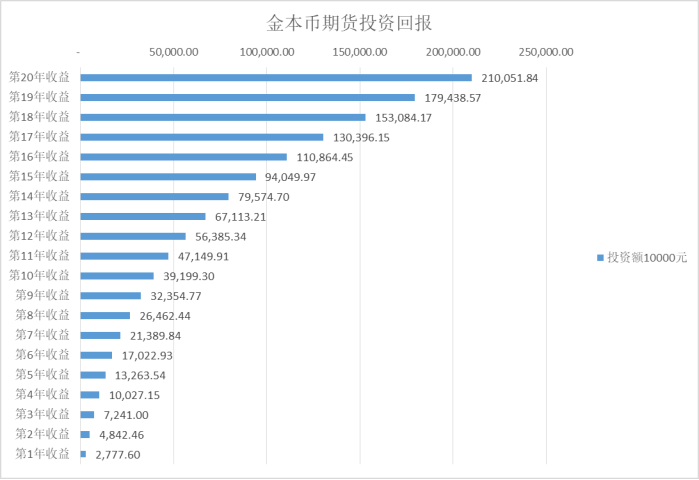 金本币期货投资回报
- 50,000.00 100,000.00 150,000.00 200,000.00 250,000.00
第20年收益 210,051.84
第19年收益 179,438.57
第18年收益 153,084.17
第17年收益 130,396.15
第16年收益 110,864.45
第15年收益 94,049.97
第14年收益 79,574.70
第13年收益 67,113.21
第12年收益 56,385.34
第11年收益 47,149.91
第10年收益 39,199.30
第9年收益 32,354.77
第8年收益 26,462.44
第7年收益 21,389.84
第6年收益 17,022.93
第5年收益 13,263.54
第4年收益 10,027.15
第3年收益 7,241.00
第2年收益 4,842.46
第1年收益 2,777.60
投资额10000元